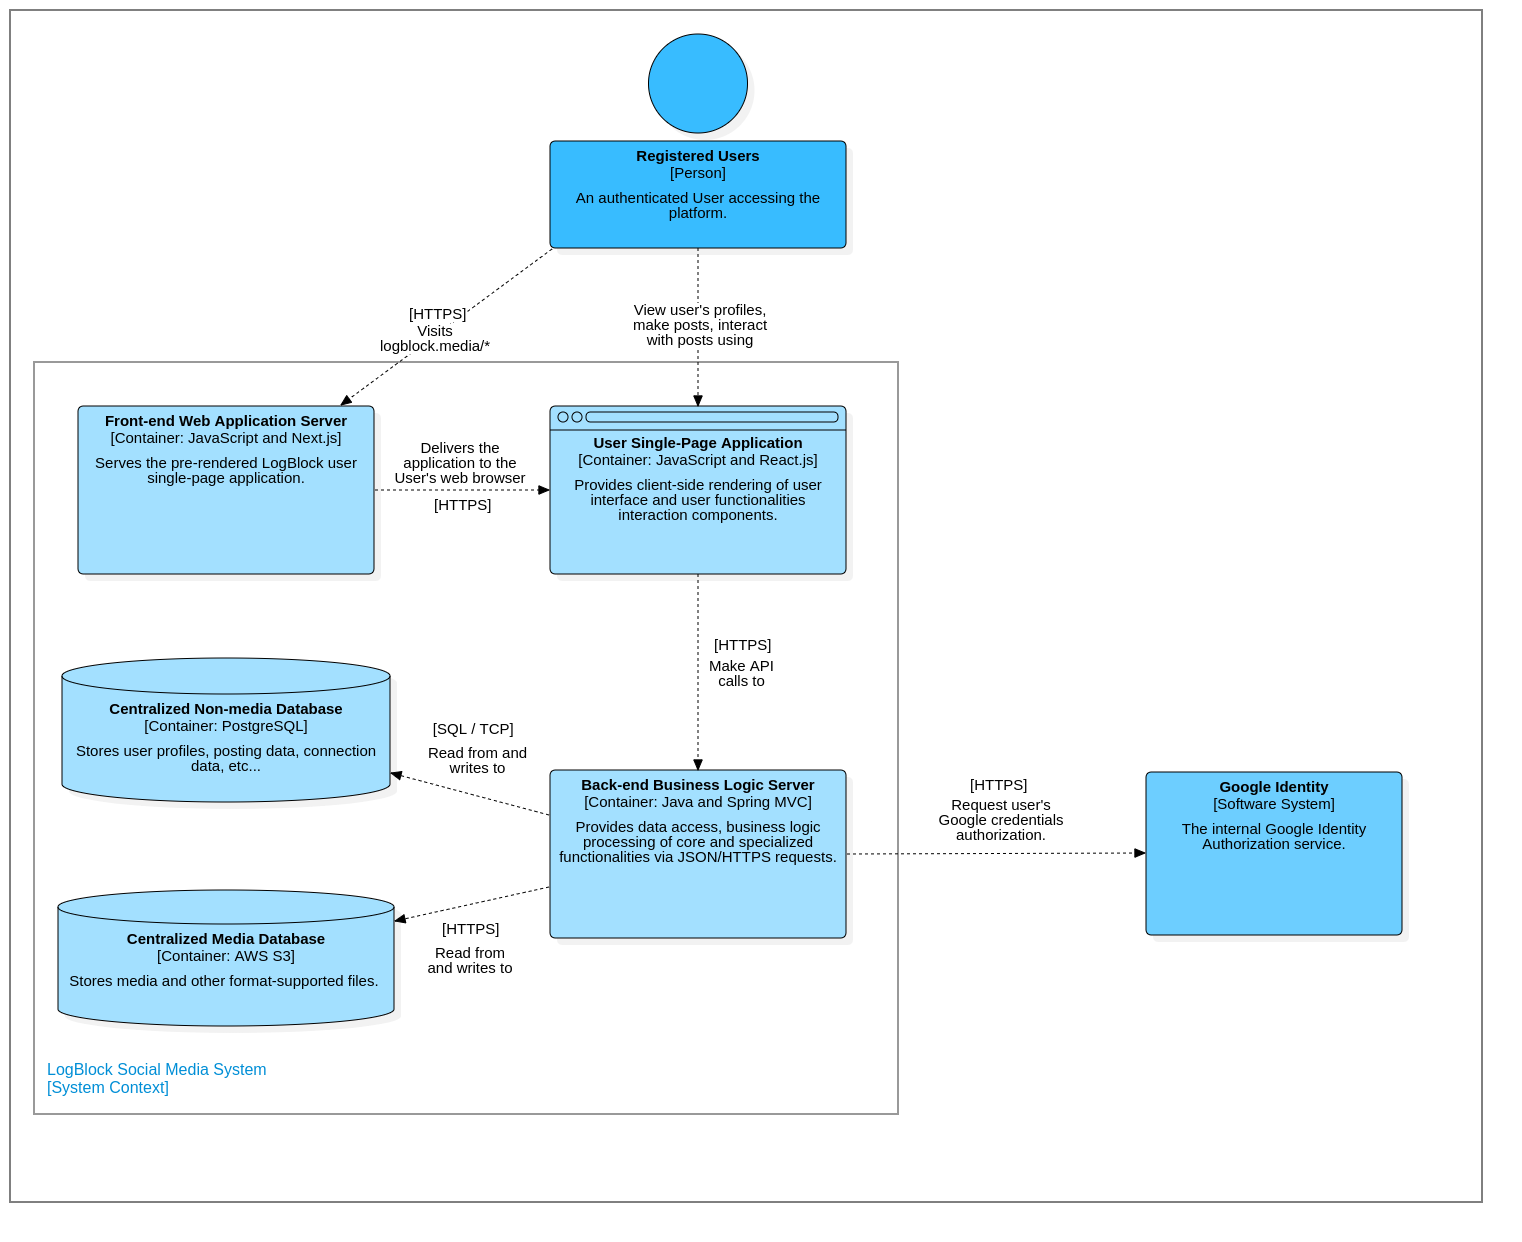 Registered Users
[Person]
An authenticated User accessing the
platform.
[HTTPS]
Visits
logblock.media/*
View user's profiles,
make posts, interact
with posts using
Front-end Web Application Server
[Container: JavaScript and Next.js]
Serves the pre-rendered LogBlock user
single-page application.
Delivers the
application to the
User's web browser
[HTTPS]
User Single-Page Application
[Container: JavaScript and React.js]
Provides client-side rendering of user
interface and user functionalities
interaction components.
[HTTPS]
Make API
calls to
Centralized Non-media Database
[Container: PostgreSQL]
Stores user profiles, posting data, connection
data, etc...
[SQL / TCP]
Read from and
writes to
Back-end Business Logic Server
[Container: Java and Spring MVC]
Provides data access, business logic
processing of core and specialized
functionalities via JSON/HTTPS requests.
[HTTPS]
Request user's
Google credentials
authorization.
Google Identity
[Software System]
The internal Google Identity
Authorization service.
Centralized Media Database
[Container: AWS S3]
Stores media and other format-supported files.
[HTTPS]
Read from
and writes to
LogBlock Social Media System
[System Context]